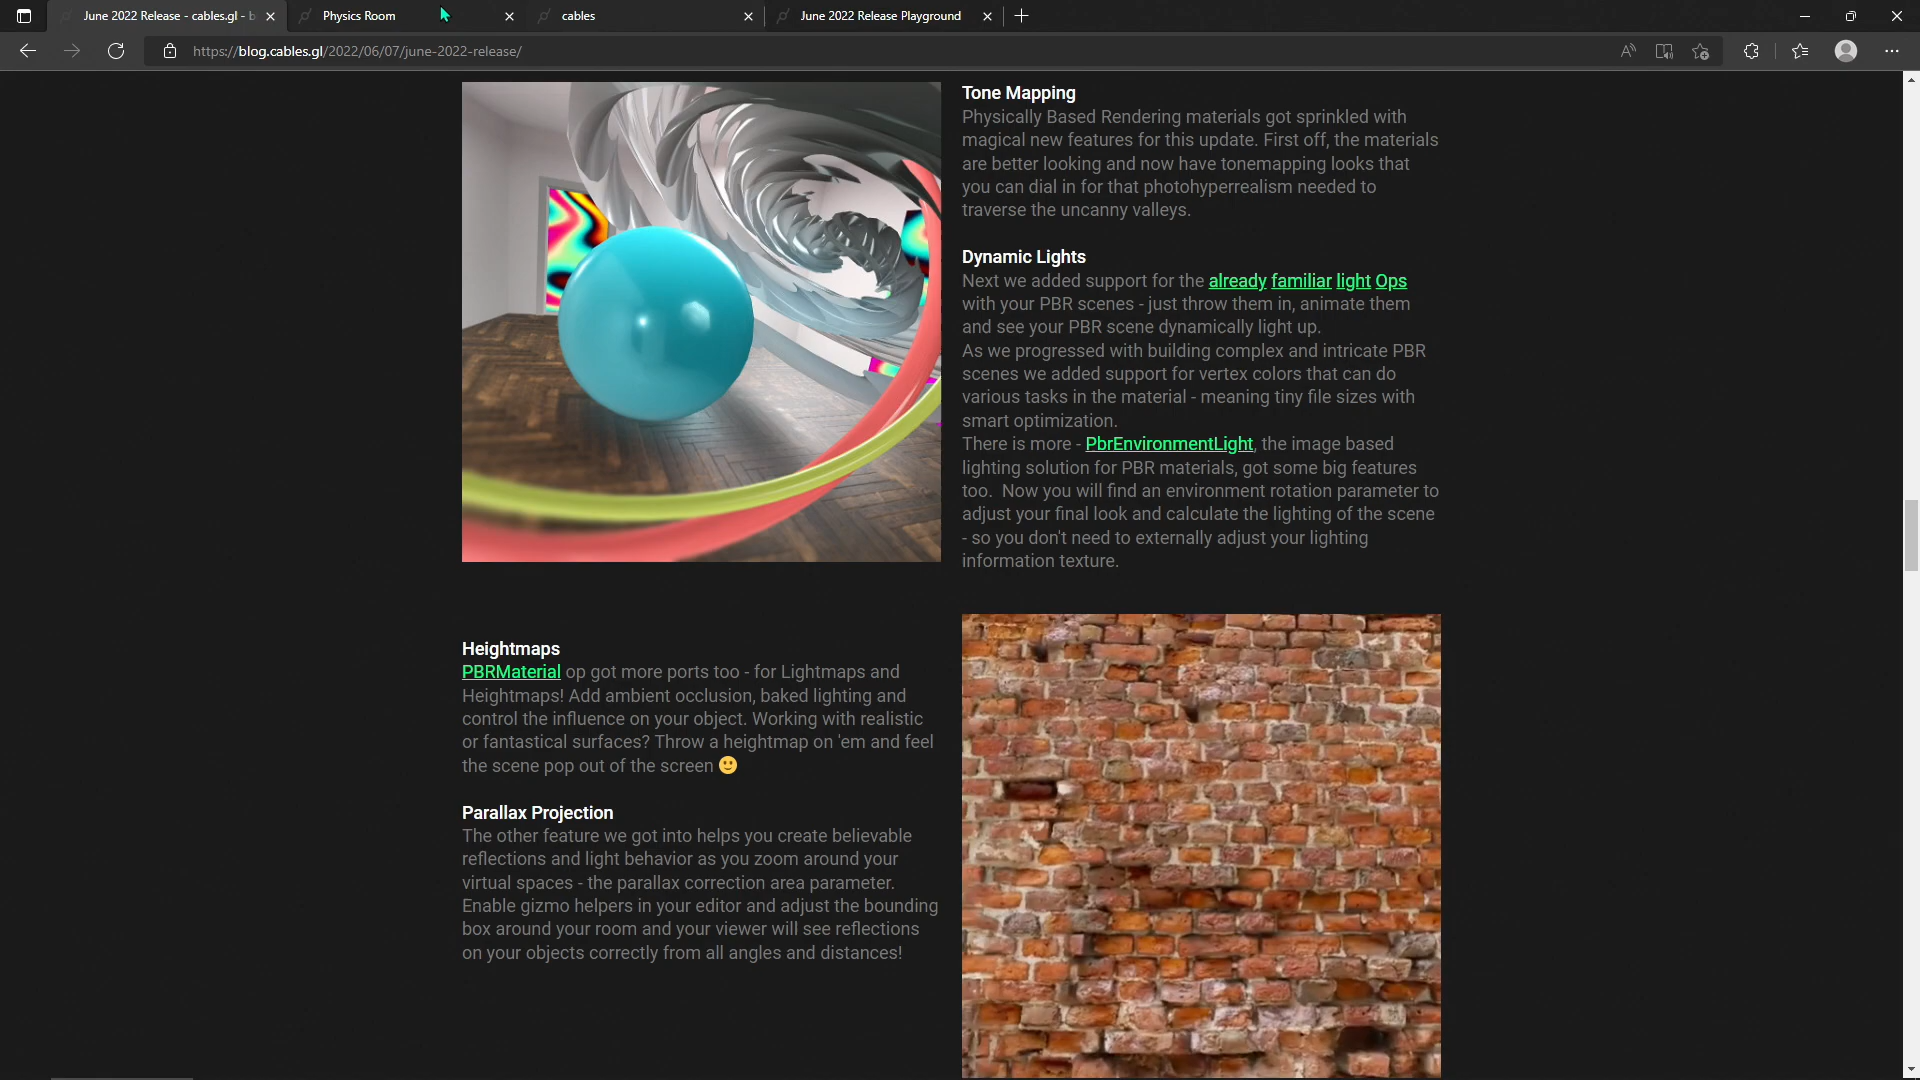 June 2022 Release - cables.gl - b
Physics Room
cables
June 2022 Release Playground
https://blog.cables.gl/2022/06/07/june-2022-release/
Tone Mapping
Physically Based Rendering materials got sprinkled with
magical new features for this update. First off, the materials
are better looking and now have tonemapping looks that
you can dial in for that photohyperrealism needed to
traverse the uncanny valleys.
Dynamic Lights
Next we added support for the already familiar light Ops
with your PBR scenes - just throw them in, animate them
and see your PBR scene dynamically light up.
As we progressed with building complex and intricate PBR
scenes we added support for vertex colors that can do
various tasks in the material - meaning tiny file sizes with
smart optimization.
There is more - PbrEnvironmentLight, the image based
lighting solution for PBR materials, got some big features
too. Now you will find an environment rotation parameter to
adjust your final look and calculate the lighting of the scene
- so you don't need to externally adjust your lighting
information texture.
Heightmaps
PBRMaterial op got more ports too - for Lightmaps and
Heightmaps! Add ambient occlusion, baked lighting and
control the influence on your object. Working with realistic
or fantastical surfaces? Throw a heightmap on 'em and feel
the scene pop out of the screen 🙂
Parallax Projection
The other feature we got into helps you create believable
reflections and light behavior as you zoom around your
virtual spaces - the parallax correction area parameter.
Enable gizmo helpers in your editor and adjust the bounding
box around your room and your viewer will see reflections
on your objects correctly from all angles and distances!